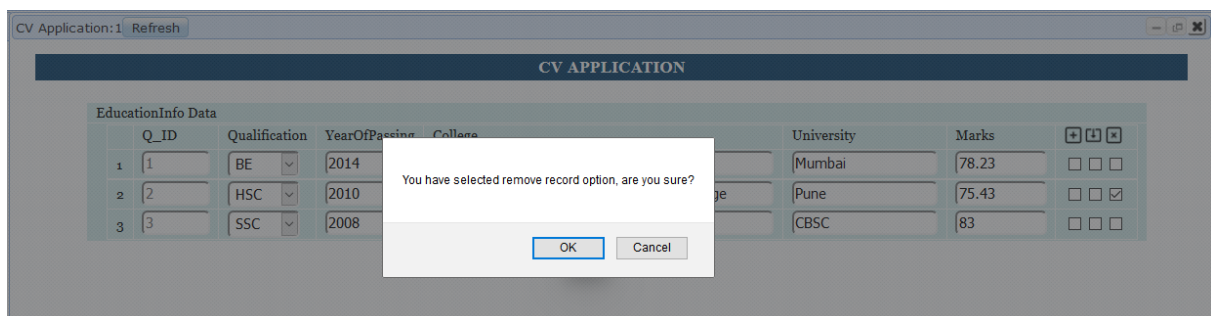 CV Application:1 Refresh
CV APPLICATION
EducationInfo Data
Q_ID Qualification YearOfPassing College University Marks
1 1 BE 2014 Mumbai 78.23
2 2 HSC 2010 ge Pune 75.43
3 3 SSC 2008 CBSC 83
You have selected remove record option, are you sure?
OK Cancel